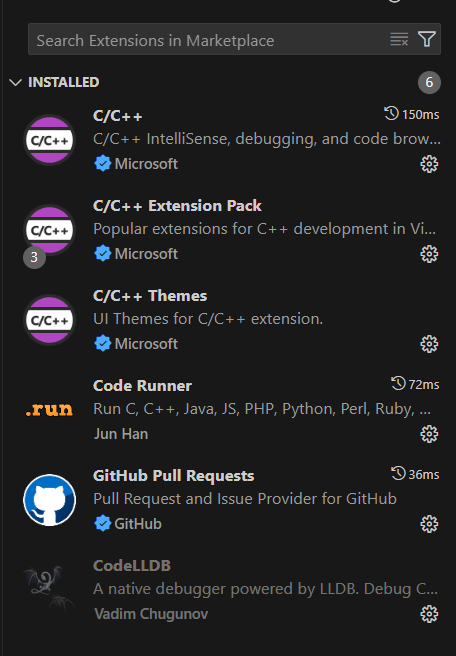 Search Extensions in Marketplace
INSTALLED 6
C/C++ 150ms
C/C++
C/C++ IntelliSense, debugging, and code brow...
Microsoft
C/C++ Extension Pack
C/C++
Popular extensions for C++ development in Vi...
3 Microsoft
C/C++ Themes
C/C++
UI Themes for C/C++ extension.
Microsoft
Code Runner 72ms
.run
Run C, C++, Java, JS, PHP, Python, Perl, Ruby, ...
Jun Han
GitHub Pull Requests 36ms
Pull Request and Issue Provider for GitHub
GitHub
CodeLLDB
A native debugger powered by LLDB. Debug C...
Vadim Chugunov